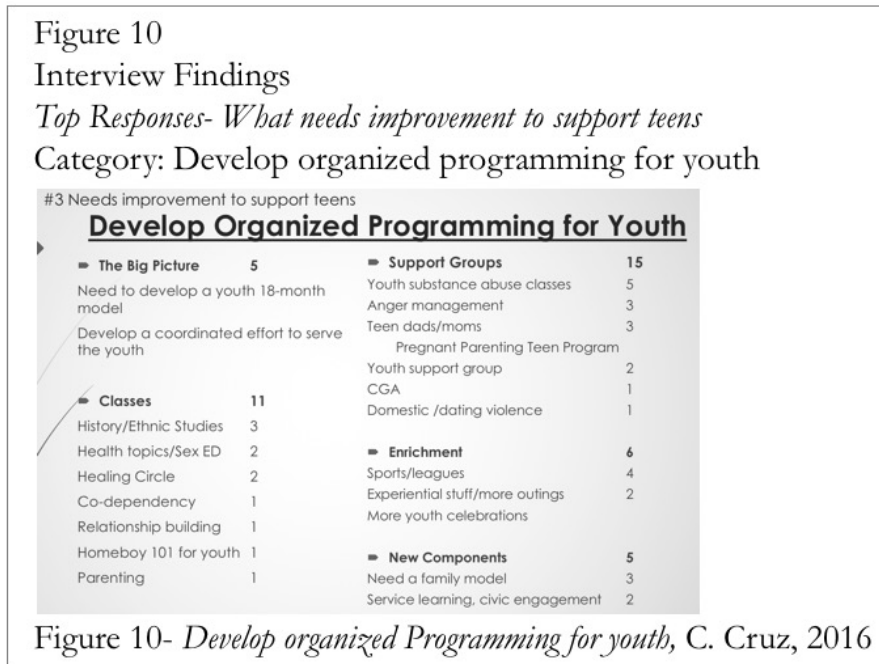 Figure 10
Interview Findings
Top Responses- What needs improvement to support teens
Category: Develop organized programming for youth
#3 Needs improvement to support teens
Develop Organized Programming for Youth
The Big Picture 5
Need to develop a youth 18-month
model
Develop a coordinated effort to serve
the youth
Classes 11
History/Ethnic Studies 3
Health topics/Sex ED 2
Healing Circle 2
Co-dependency 1
Relationship building 1
Homeboy 101 for youth 1
Parenting 1
Support Groups 15
Youth substance abuse classes 5
Anger management 3
Teen dads/moms 3
Pregnant Parenting Teen Program
Youth support group 2
CGA 1
Domestic /dating violence 1
Enrichment 6
Sports/leagues 4
Experiential stuff/more outings 2
More youth celebrations
New Components 5
Need a family model 3
Service learning, civic engagement 2
Figure 10- Develop organized Programming for youth, C. Cruz, 2016